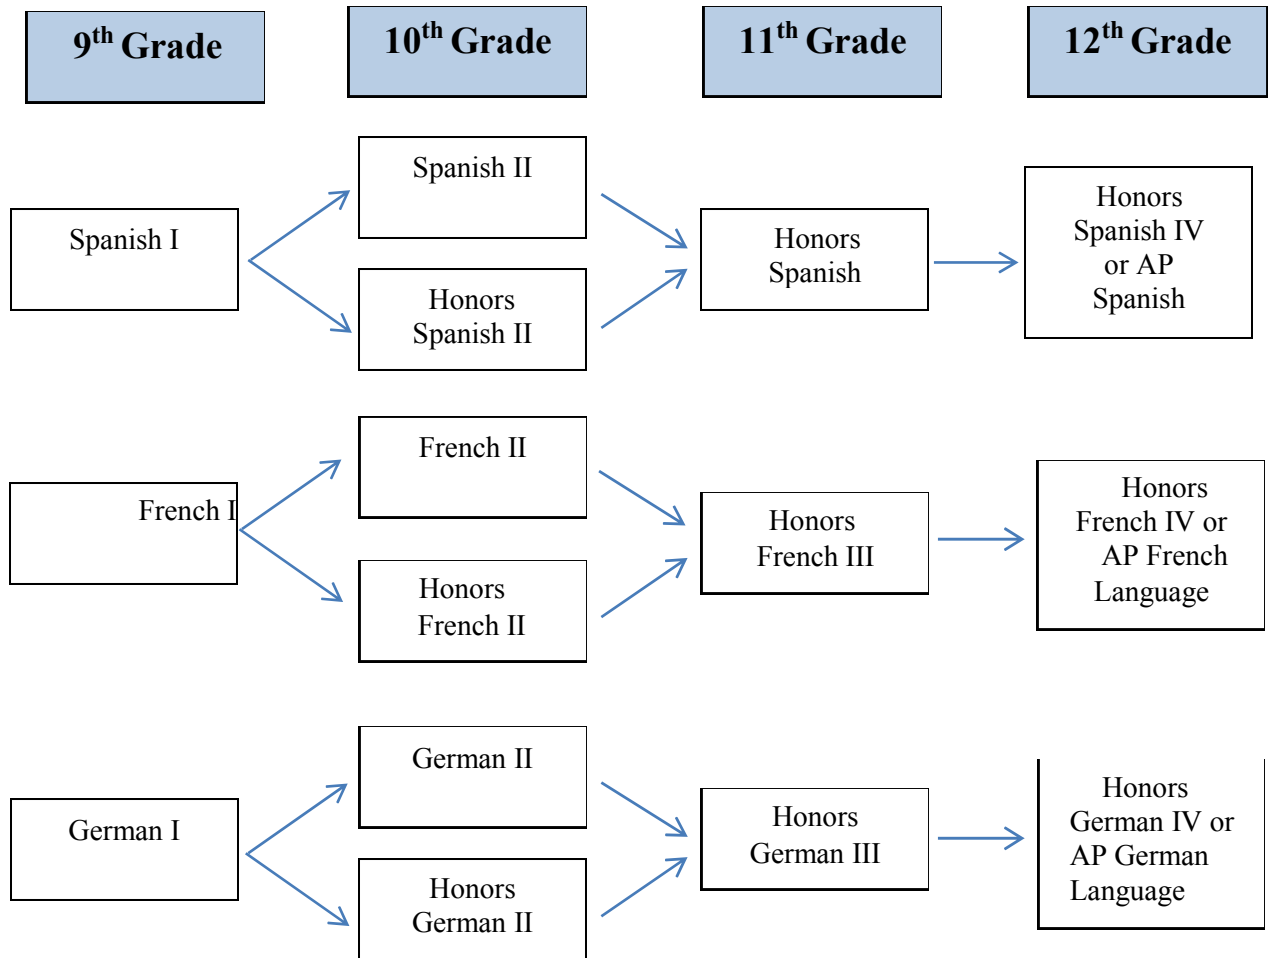 9th Grade
10th Grade
11th Grade
12th Grade
Spanish I
Spanish II
Honors
Spanish II
Honors
Spanish
Honors
Spanish IV
or AP
Spanish
French I
French II
Honors
French II
Honors
French III
Honors
French IV or
AP French
Language
German I
German II
Honors
German II
Honors
German III
Honors
German IV or
AP German
Language